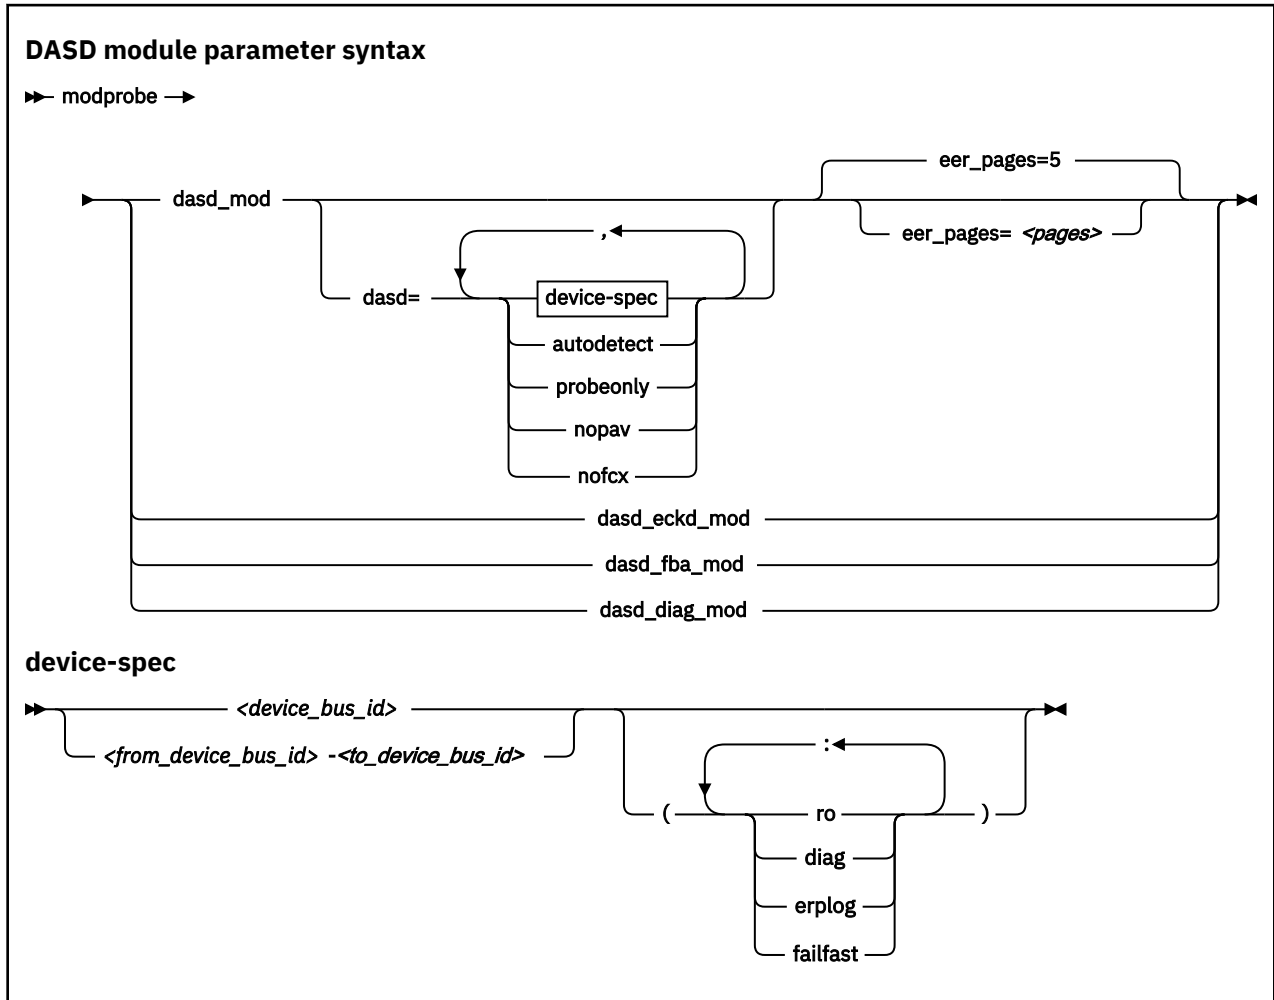 DASD module parameter syntax
modprobe
eer_pages=5
dasd_mod
eer_pages= <pages>
,
dasd= device-spec
autodetect
probeonly
nopav
nofcx
dasd_eckd_mod
dasd_fba_mod
dasd_diag_mod
device-spec
<device_bus_id>
<from_device_bus_id> -<to_device_bus_id>
:
( ro )
diag
erplog
failfast